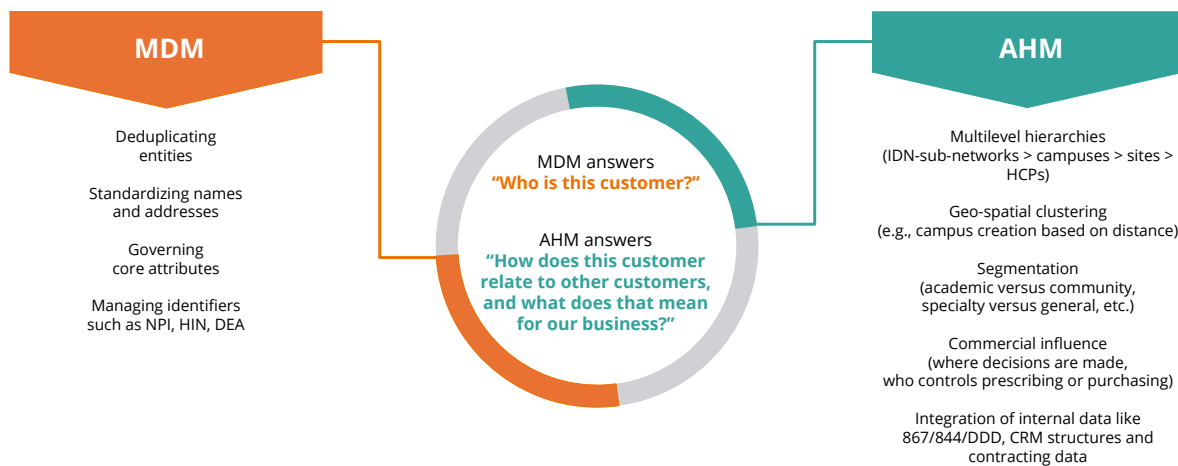 MDM
Deduplicating
entities
Standardizing names
and addresses
Governing
core attributes
Managing identifiers
such as NPI, HIN, DEA
MDM answers
“Who is this customer?”
AHM answers
“How does this customer
relate to other customers,
and what does that mean
for our business?”
AHM
Multilevel hierarchies
(IDN-sub-networks > campuses > sites >
HCPs)
Geo-spatial clustering
(e.g., campus creation based on distance)
Segmentation
(academic versus community,
specialty versus general, etc.)
Commercial influence
(where decisions are made,
who controls prescribing or purchasing)
Integration of internal data like
867/844/DDD, CRM structures and
contracting data